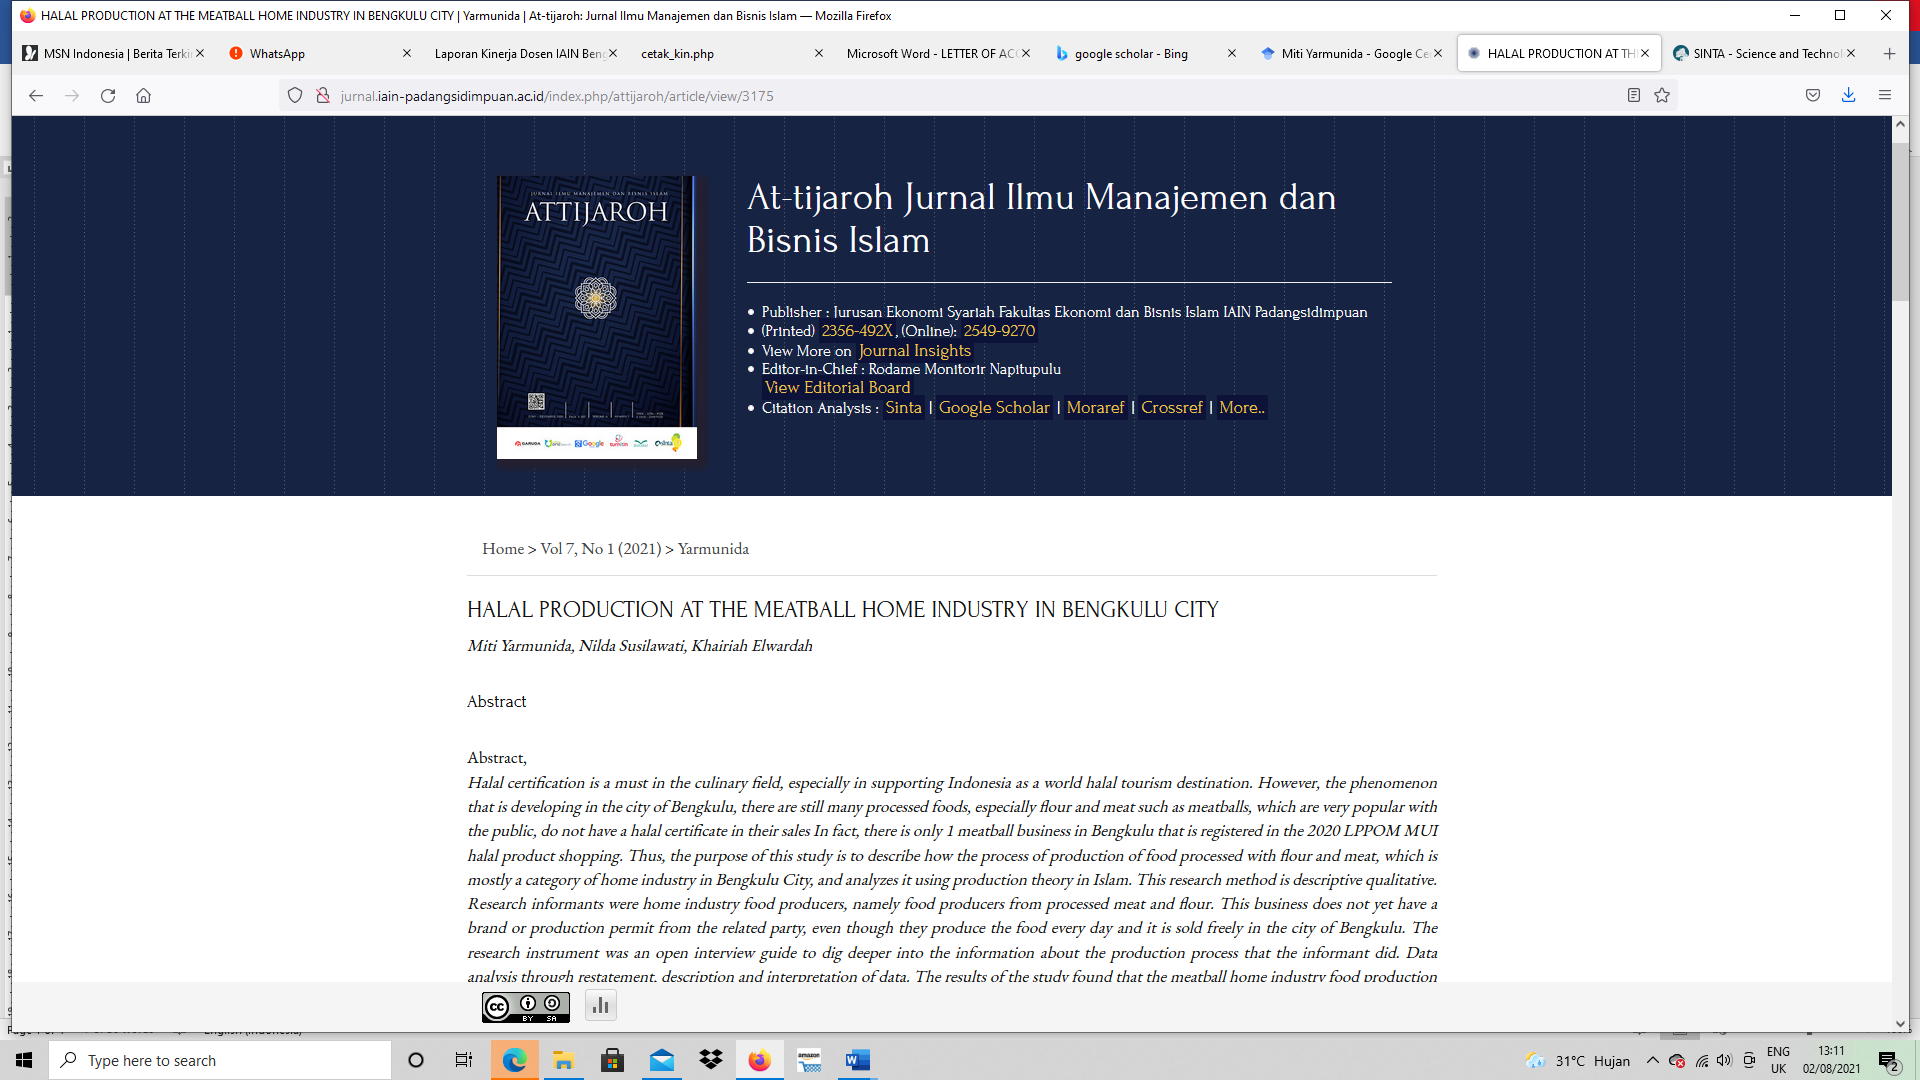 HALAL PRODUCTION AT THE MEATBALL HOME INDUSTRY IN BENGKULU CITY | Yarmunida | At-tijaroh: Jurnal Ilmu Manajemen dan Bisnis Islam — Mozilla Firefox
MSN Indonesia | Berita Terkin
WhatsApp
Laporan Kinerja Dosen IAIN Beng
cetak_kin.php
Microsoft Word - LETTER OF ACC
google scholar - Bing
Miti Yarmunida - Google Ce
HALAL PRODUCTION AT TH
SINTA - Science and Technol
jurnal.iain-padangsidimpuan.ac.id/index.php/attijaroh/article/view/3175
JURNAL ILMU MANAJEMEN DAN BISNIS ISLAM
ATTIJAROH
GARUDA
Google
sinta
At-tijaroh Jurnal Ilmu Manajemen dan
Bisnis Islam
Publisher : Jurusan Ekonomi Syariah Fakultas Ekonomi dan Bisnis Islam IAIN Padangsidimpuan
(Printed) 2356-492X, (Online): 2549-9270
View More on Journal Insights
Editor-in-Chief : Rodame Monitorir Napitupulu
View Editorial Board
Citation Analysis : Sinta | Google Scholar | Moraref | Crossref | More..
Home > Vol 7, No 1 (2021) > Yarmunida
HALAL PRODUCTION AT THE MEATBALL HOME INDUSTRY IN BENGKULU CITY
Miti Yarmunida, Nilda Susilawati, Khairiah Elwardah
Abstract
Abstract,
Halal certification is a must in the culinary field, especially in supporting Indonesia as a world halal tourism destination. However, the phenomenon
that is developing in the city of Bengkulu, there are still many processed foods, especially flour and meat such as meatballs, which are very popular with
the public, do not have a halal certificate in their sales In fact, there is only 1 meatball business in Bengkulu that is registered in the 2020 LPPOM MUI
halal product shopping. Thus, the purpose of this study is to describe how the process of production of food processed with flour and meat, which is
mostly a category of home industry in Bengkulu City, and analyzes it using production theory in Islam. This research method is descriptive qualitative.
Research informants were home industry food producers, namely food producers from processed meat and flour. This business does not yet have a
brand or production permit from the related party, even though they produce the food every day and it is sold freely in the city of Bengkulu. The
research instrument was an open interview guide to dig deeper into the information about the production process that the informant did. Data
analysis through restatement, description and interpretation of data. The results of the study found that the meatball home industry food production
cc BY SA
Type here to search
amazon
31°C Hujan
ENG
UK
13:11
02/08/2021
2